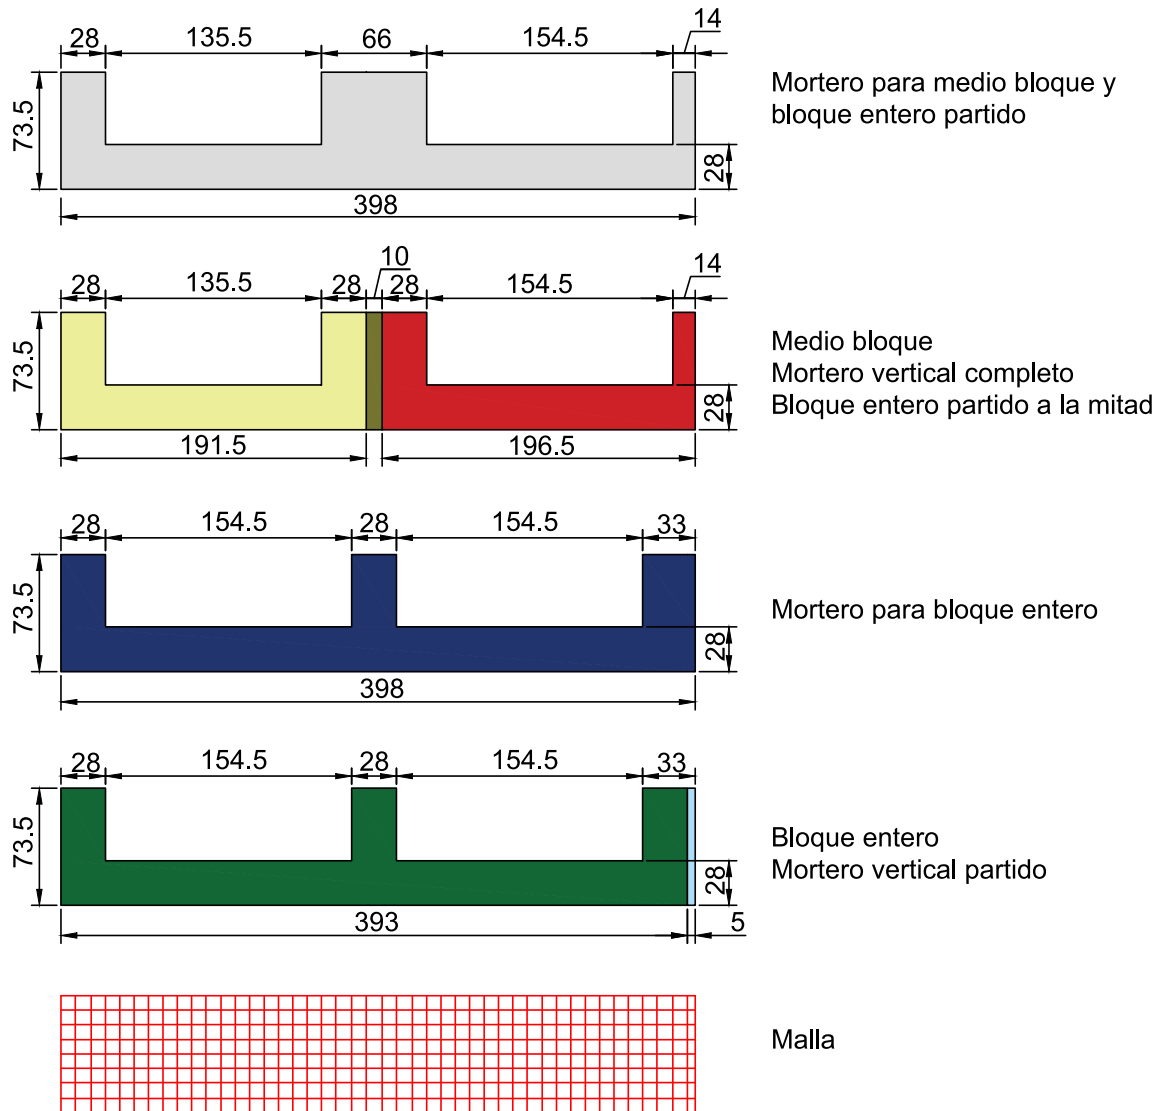 28 135.5 66 154.5 14
73.5
28
398
Mortero para medio bloque y
bloque entero partido
28 135.5 28 10 28 154.5 14
73.5
28
191.5 196.5
Medio bloque
Mortero vertical completo
Bloque entero partido a la mitad
28 154.5 28 154.5 33
73.5
28
398
Mortero para bloque entero
28 154.5 28 154.5 33
73.5
28
393 5
Bloque entero
Mortero vertical partido
Malla